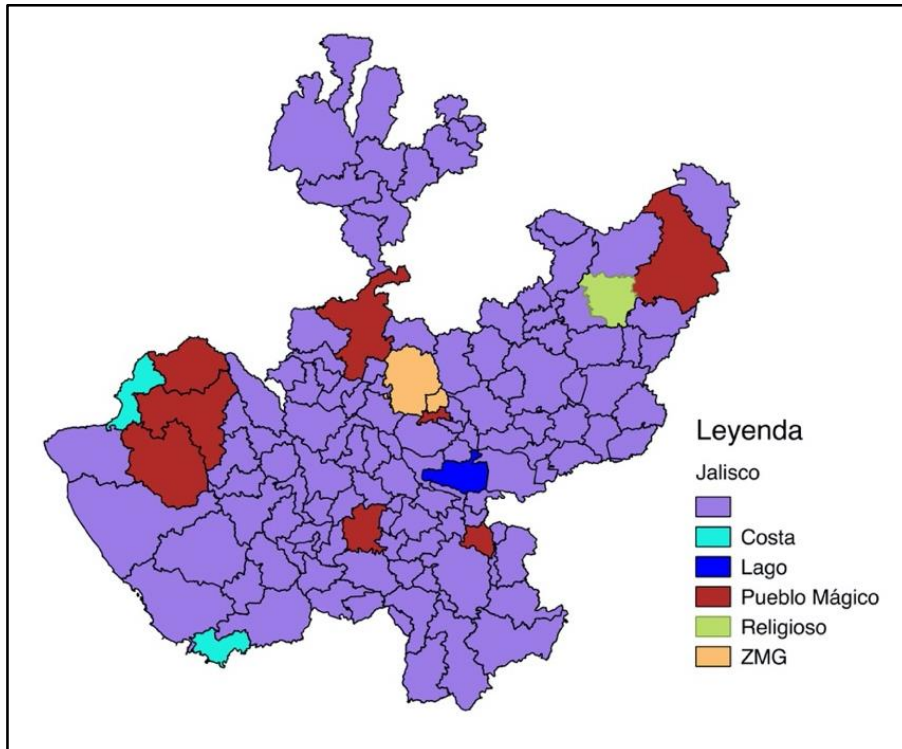 Leyenda
Jalisco
Costa
Lago
Pueblo Mágico
Religioso
ZMG